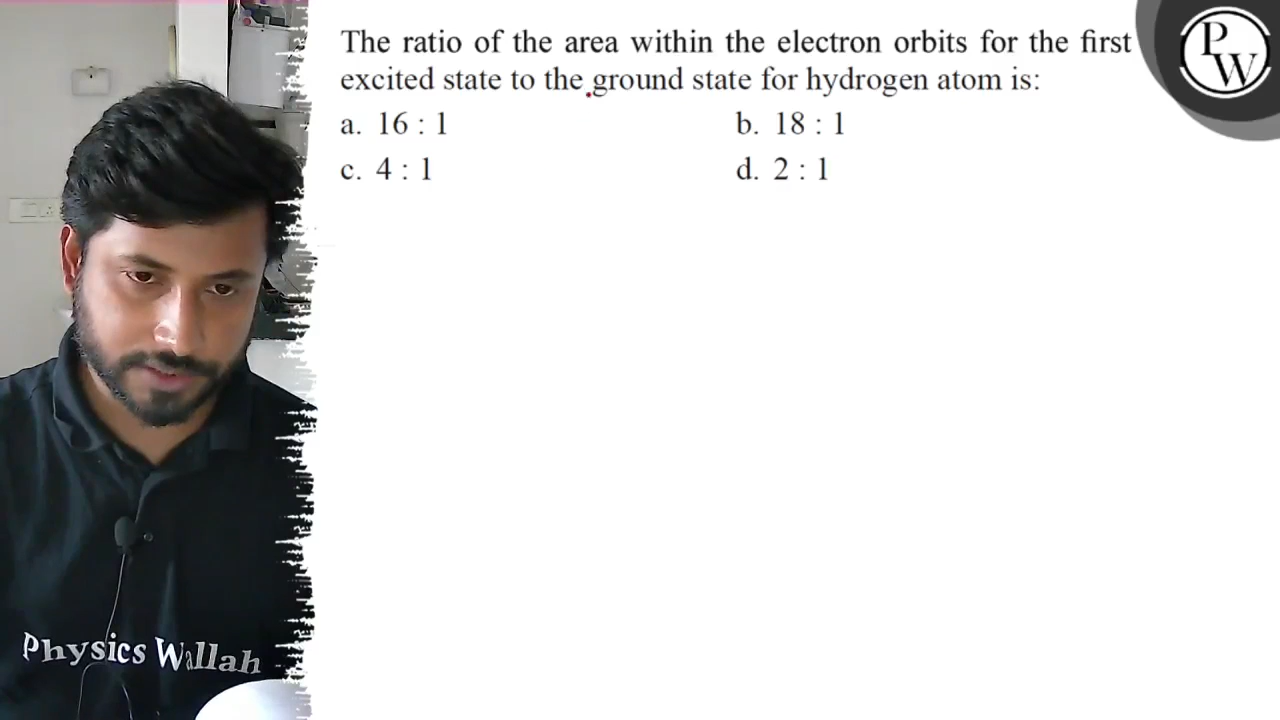 The ratio of the area within the electron orbits for the first
excited state to the ground state for hydrogen atom is:
a. 16 : 1
b. 18 : 1
c. 4 : 1
d. 2 : 1
PW
Physics Wallah